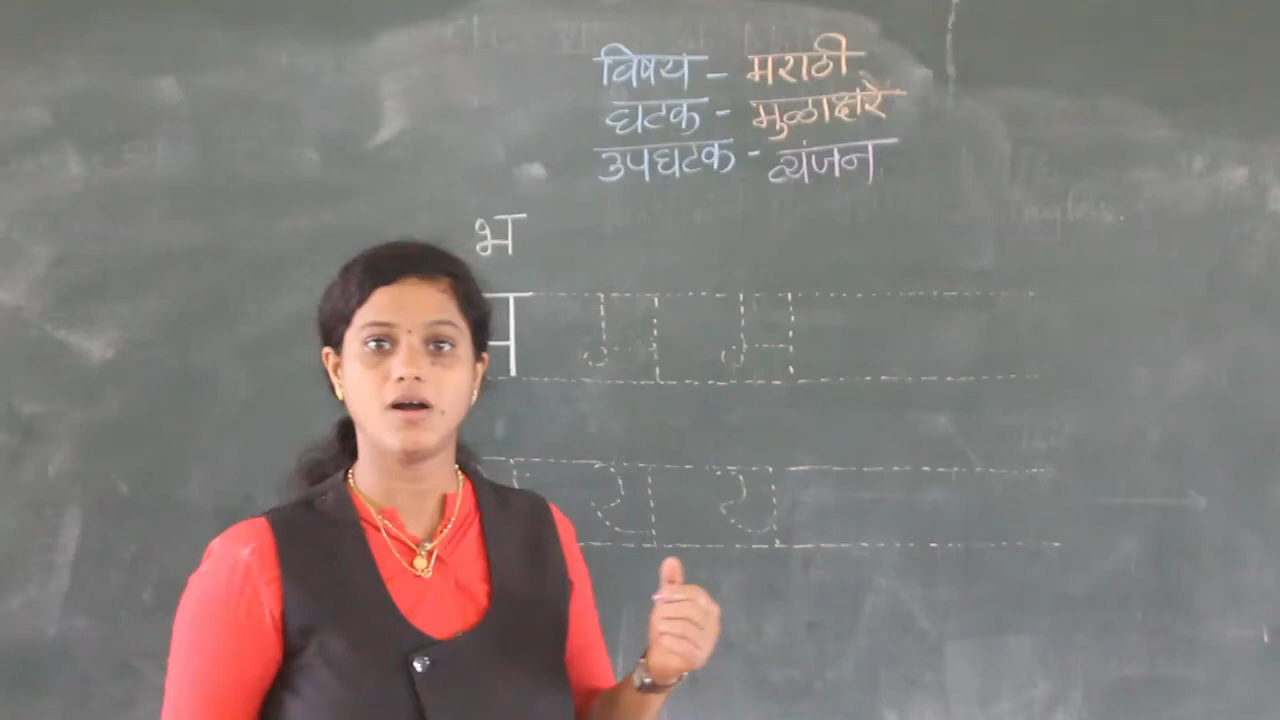 विषय - मराठी
घटक - मुळाक्षरे
उपघटक - व्यंजन
भ
म म म
य य